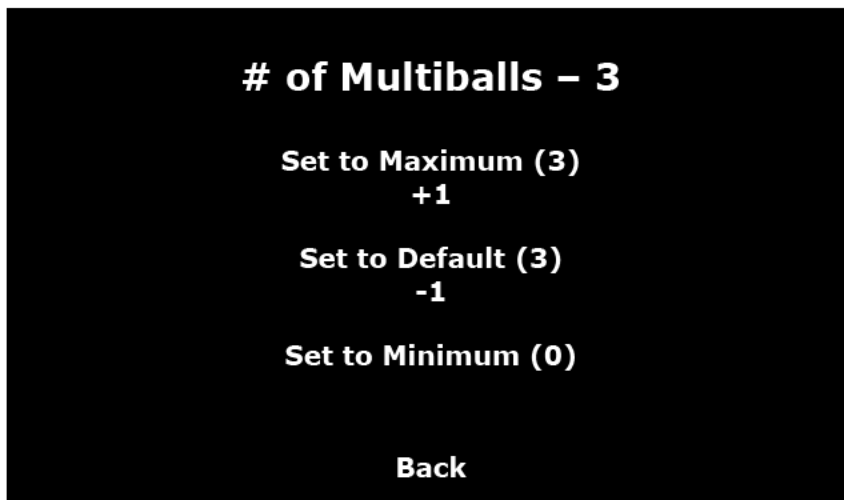 # of Multiballs – 3
Set to Maximum (3)
+1
Set to Default (3)
-1
Set to Minimum (0)
Back